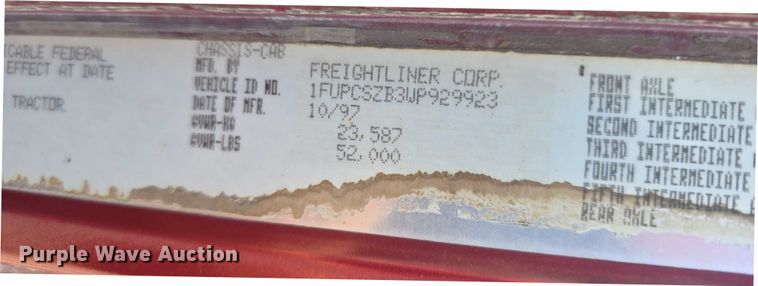 ICABLE FEDERAL
EFFECT AT DATE
TRACTOR
CHASSIS-CAB
MFD. BY FREIGHTLINER CORP.
VEHICLE ID NO. 1FUPCSZB3WP929923
DATE OF MFR. 10/97
GVWR-KG 23,587
GVWR-LBS 52,000
FRONT AXLE
FIRST INTERMEDIATE
SECOND INTERMEDIATE
THIRD INTERMEDIATE
FOURTH INTERMEDIATE
FIFTH INTERMEDIATE
REAR AXLE
Purple Wave Auction